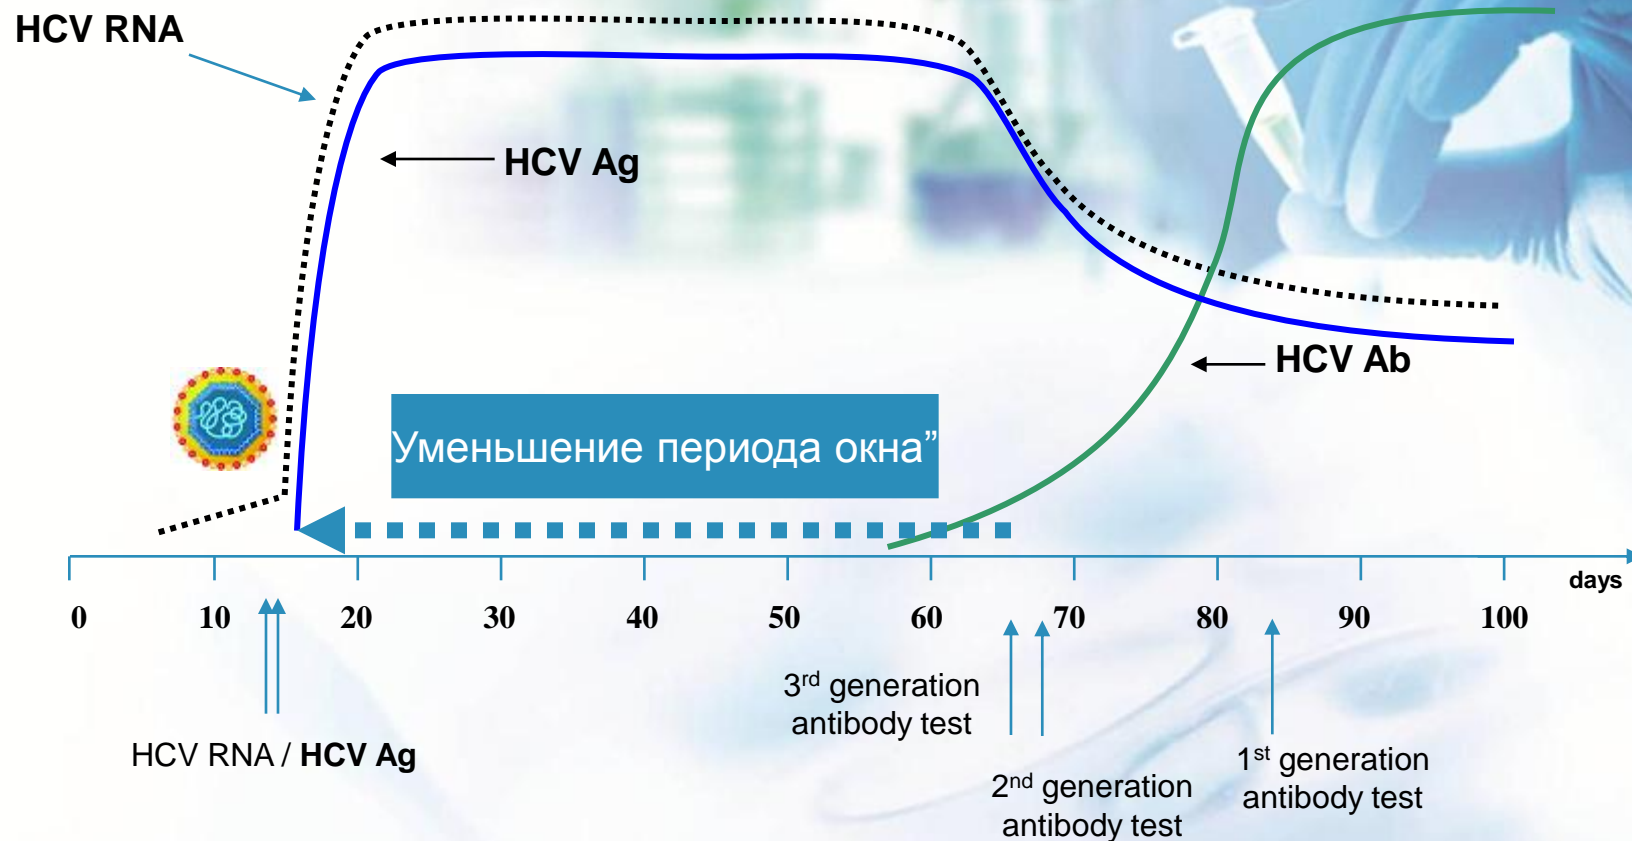 HCV RNA
HCV Ag
HCV Ab
Уменьшение периода окна”
days
0 10 20 30 40 50 60 70 80 90 100
HCV RNA / HCV Ag
3rd generation
antibody test
2nd generation
antibody test
1st generation
antibody test